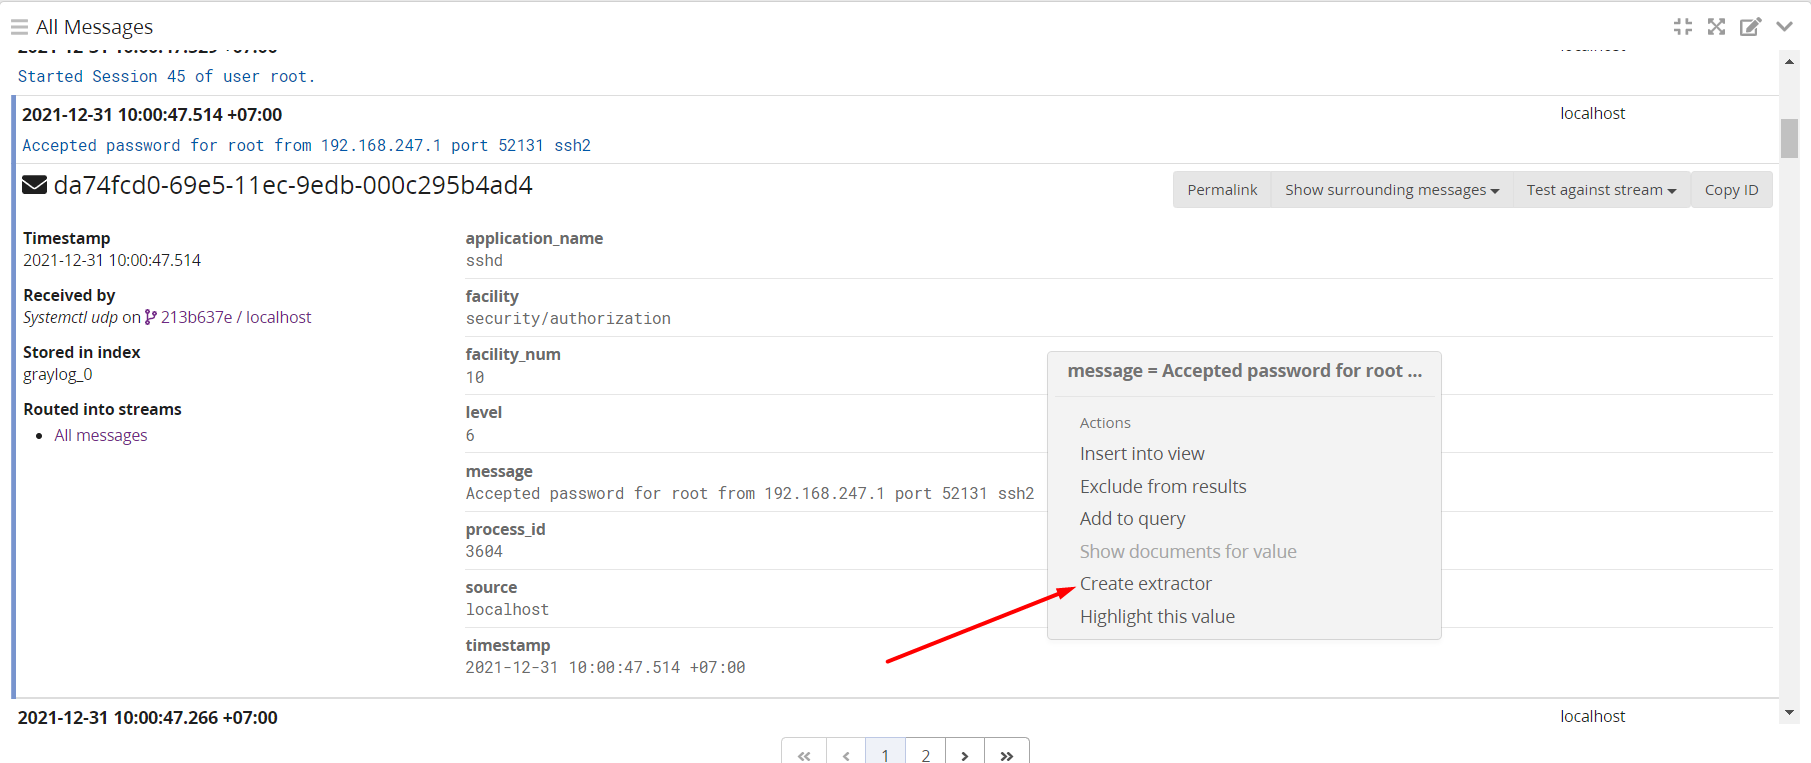 All Messages
Started Session 45 of user root.
2021-12-31 10:00:47.514 +07:00
localhost
Accepted password for root from 192.168.247.1 port 52131 ssh2
da74fcd0-69e5-11ec-9edb-000c295b4ad4
Permalink
Show surrounding messages
Test against stream
Copy ID
Timestamp
2021-12-31 10:00:47.514
Received by
Systemctl udp on 213b637e / localhost
Stored in index
graylog_0
Routed into streams
All messages
application_name
sshd
facility
security/authorization
facility_num
10
level
6
message
Accepted password for root from 192.168.247.1 port 52131 ssh2
process_id
3604
source
localhost
timestamp
2021-12-31 10:00:47.514 +07:00
message = Accepted password for root ...
Actions
Insert into view
Exclude from results
Add to query
Show documents for value
Create extractor
Highlight this value
2021-12-31 10:00:47.266 +07:00
localhost
« ‹ 1 2 › »